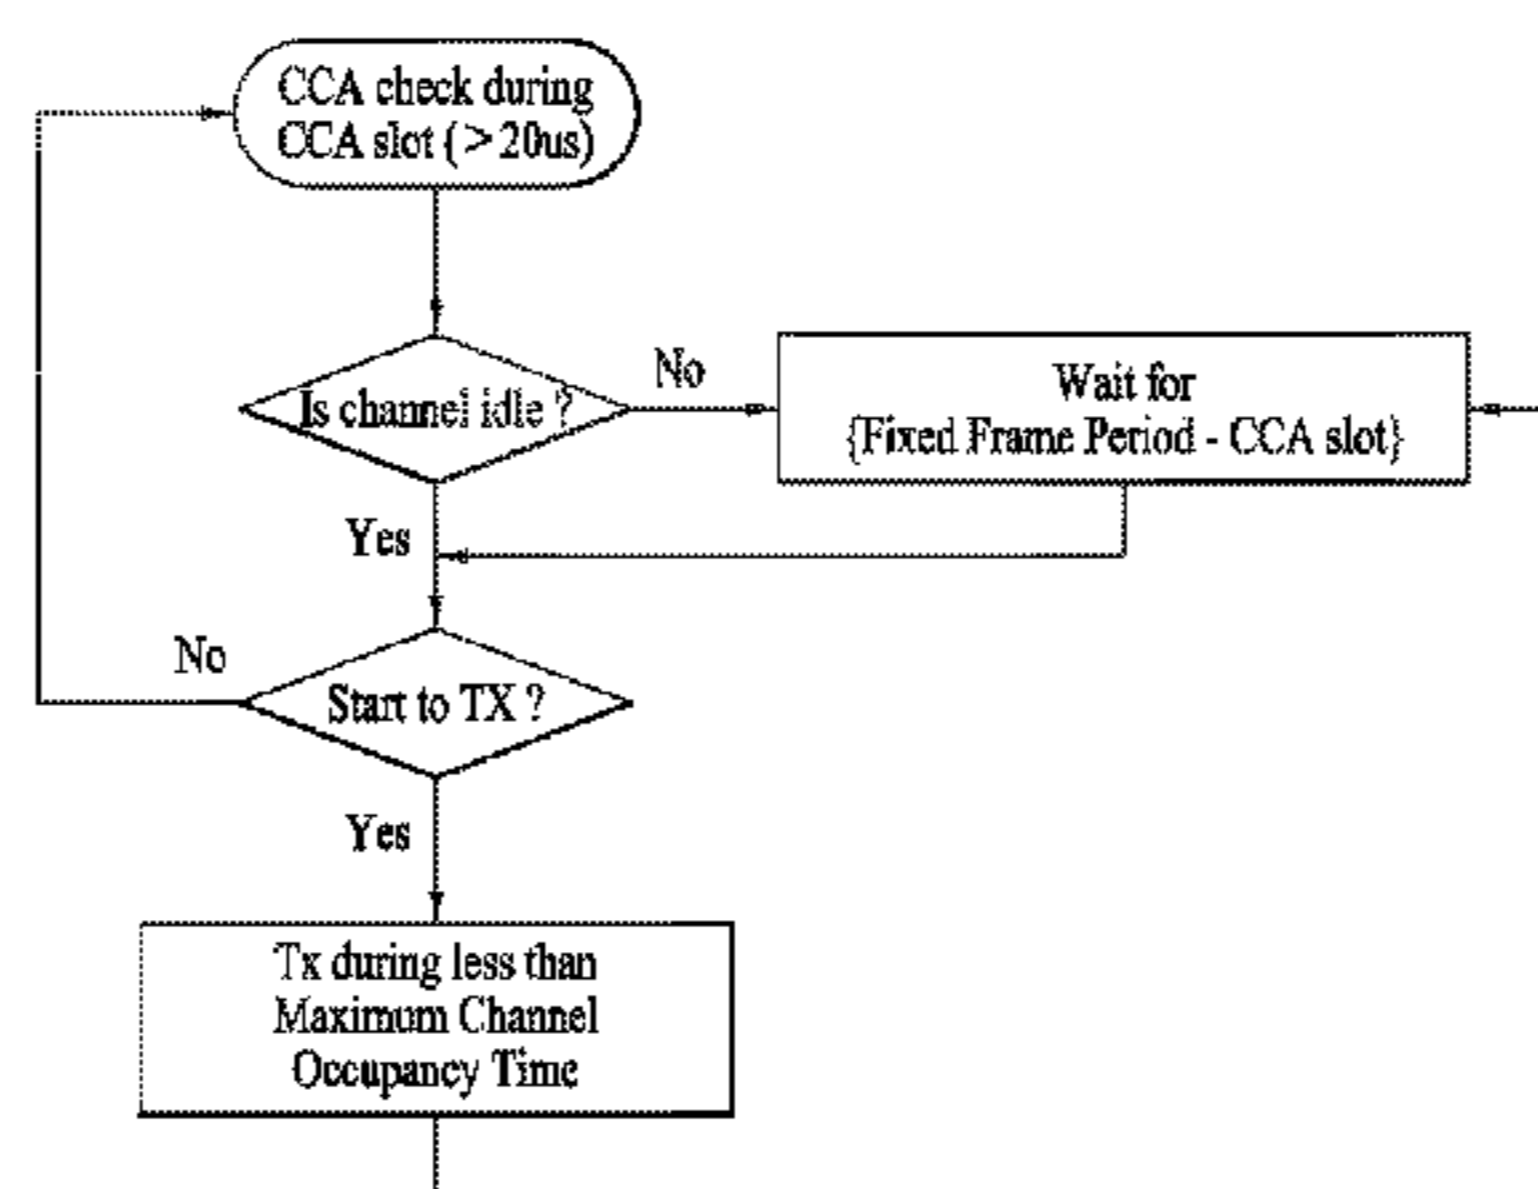 CCA check during
CCA slot ( > 20us)
Is channel idle ?
No
Wait for
{Fixed Frame Period - CCA slot}
Yes
No
Start to TX ?
Yes
Tx during less than
Maximum Channel
Occupancy Time